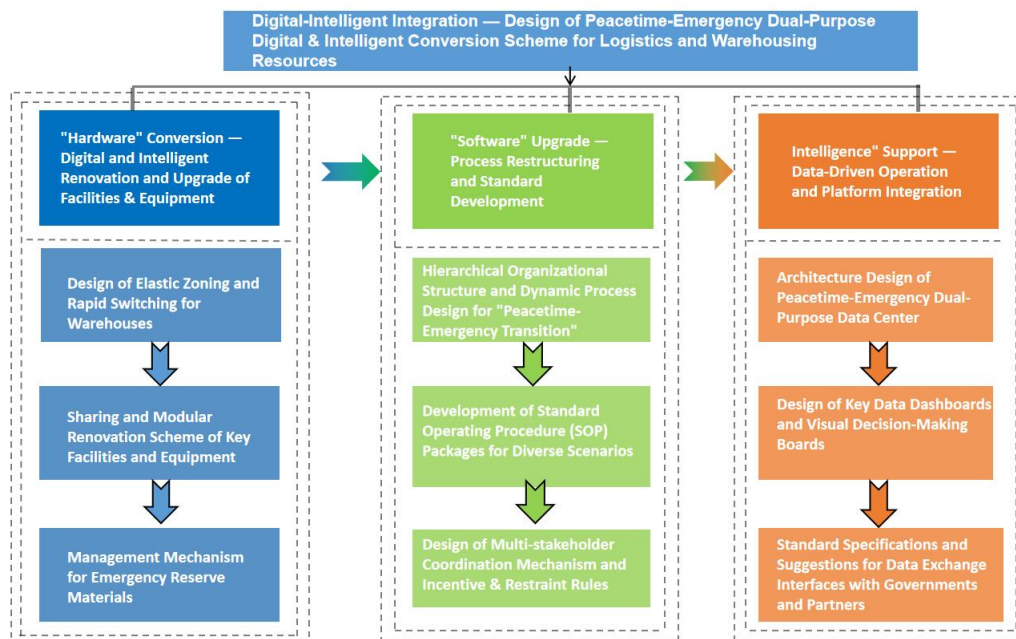 Digital-Intelligent Integration — Design of Peacetime-Emergency Dual-Purpose
Digital & Intelligent Conversion Scheme for Logistics and Warehousing
Resources
"Hardware" Conversion —
Digital and Intelligent
Renovation and Upgrade of
Facilities & Equipment
"Software" Upgrade —
Process Restructuring
and Standard
Development
Intelligence" Support —
Data-Driven Operation
and Platform Integration
Design of Elastic Zoning and
Rapid Switching for
Warehouses
Sharing and Modular
Renovation Scheme of Key
Facilities and Equipment
Management Mechanism
for Emergency Reserve
Materials
Hierarchical Organizational
Structure and Dynamic Process
Design for "Peacetime-
Emergency Transition"
Development of Standard
Operating Procedure (SOP)
Packages for Diverse Scenarios
Design of Multi-stakeholder
Coordination Mechanism and
Incentive & Restraint Rules
Architecture Design of
Peacetime-Emergency Dual-
Purpose Data Center
Design of Key Data Dashboards
and Visual Decision-Making
Boards
Standard Specifications and
Suggestions for Data Exchange
Interfaces with Governments
and Partners